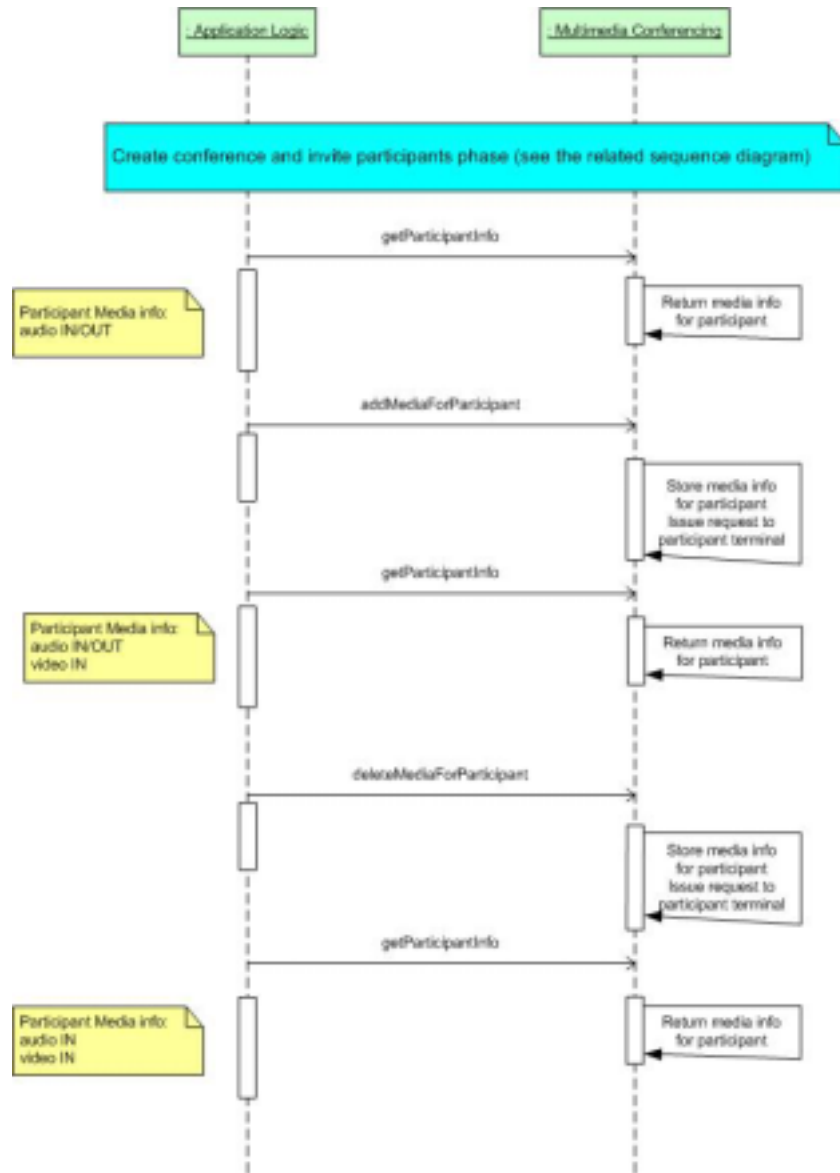 : Application Logic
: Multimedia Conferencing
Create conference and invite participants phase (see the related sequence diagram)
getParticipantInfo
Participant Media info:
audio IN/OUT
Return media info
for participant
addMediaForParticipant
Store media info
for participant
Issue request to
participant terminal
getParticipantInfo
Participant Media info:
audio IN/OUT
video IN
Return media info
for participant
deleteMediaForParticipant
Store media info
for participant
Issue request to
participant terminal
getParticipantInfo
Participant Media info:
audio IN
video IN
Return media info
for participant